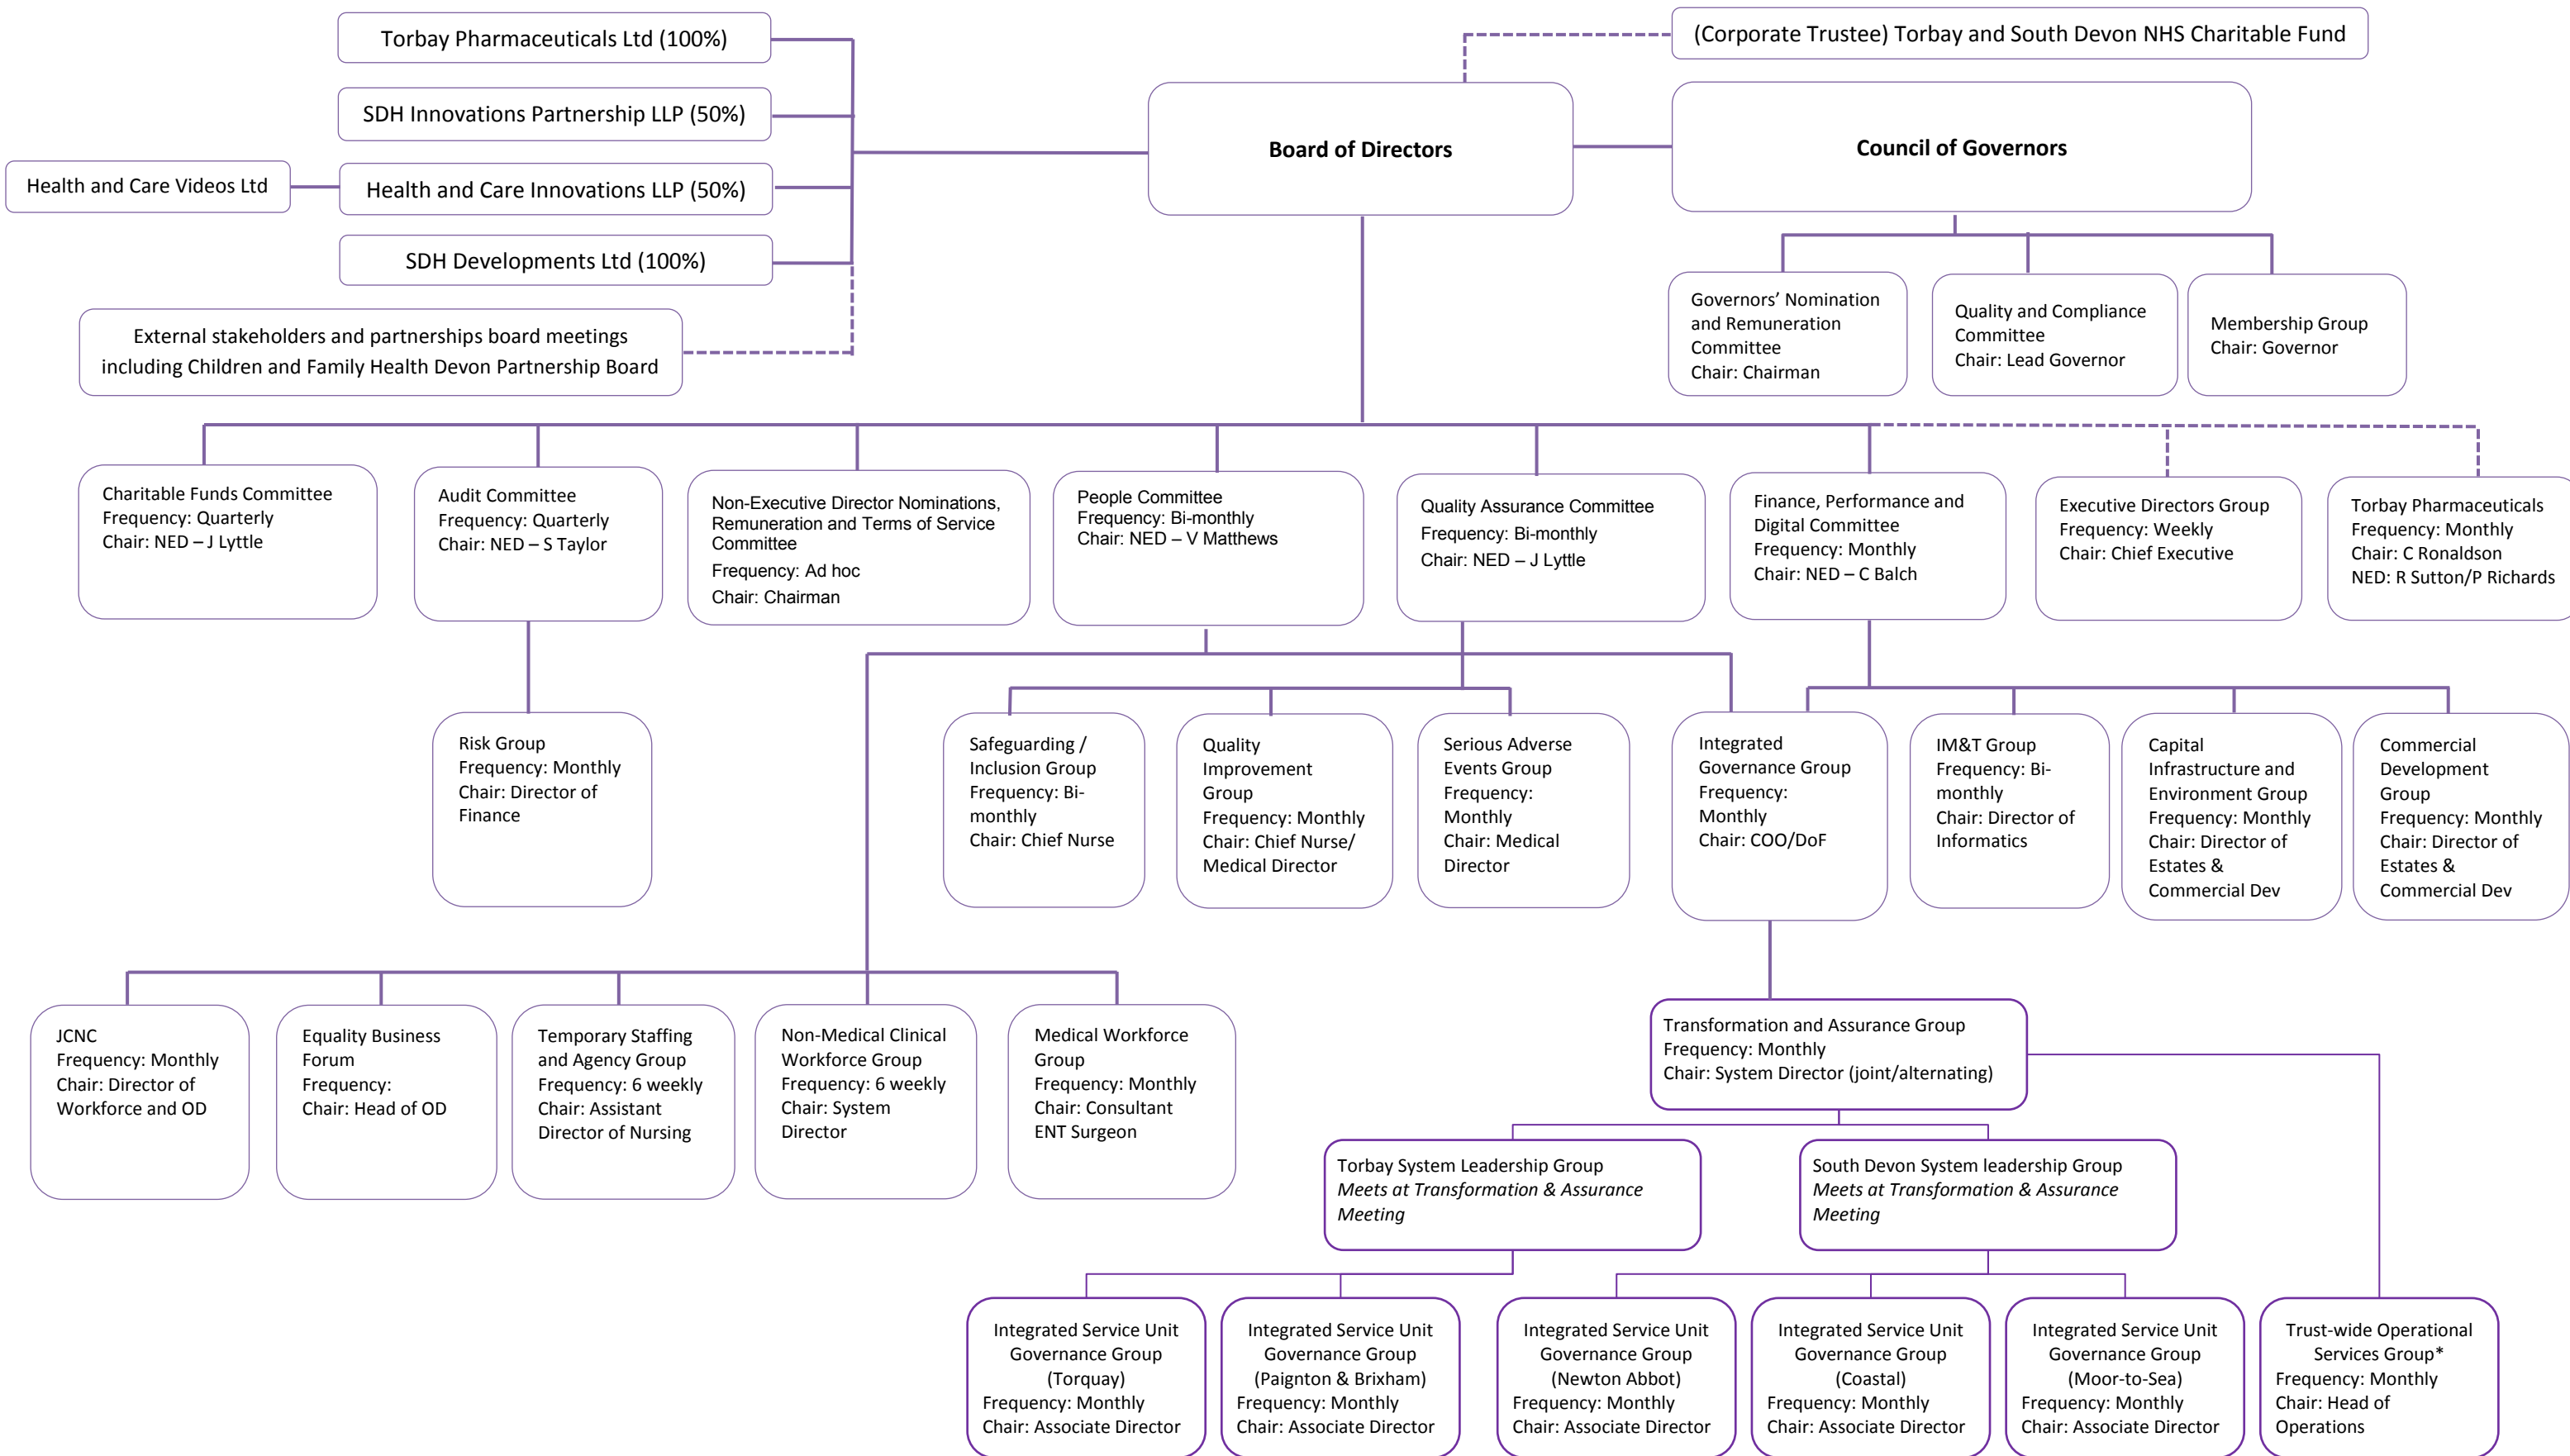 Torbay Pharmaceuticals Ltd (100%)
(Corporate Trustee) Torbay and South Devon NHS Charitable Fund
SDH Innovations Partnership LLP (50%)
Board of Directors
Council of Governors
Health and Care Videos Ltd
Health and Care Innovations LLP (50%)
SDH Developments Ltd (100%)
External stakeholders and partnerships board meetings
including Children and Family Health Devon Partnership Board
Governors’ Nomination
and Remuneration
Committee
Chair: Chairman
Quality and Compliance
Committee
Chair: Lead Governor
Membership Group
Chair: Governor
Charitable Funds Committee
Frequency: Quarterly
Chair: NED – J Lyttle
Audit Committee
Frequency: Quarterly
Chair: NED – S Taylor
Non-Executive Director Nominations,
Remuneration and Terms of Service
Committee
Frequency: Ad hoc
Chair: Chairman
People Committee
Frequency: Bi-monthly
Chair: NED – V Matthews
Quality Assurance Committee
Frequency: Bi-monthly
Chair: NED – J Lyttle
Finance, Performance and
Digital Committee
Frequency: Monthly
Chair: NED – C Balch
Executive Directors Group
Frequency: Weekly
Chair: Chief Executive
Torbay Pharmaceuticals
Frequency: Monthly
Chair: C Ronaldson
NED: R Sutton/P Richards
Risk Group
Frequency: Monthly
Chair: Director of
Finance
Safeguarding /
Inclusion Group
Frequency: Bi-
monthly
Chair: Chief Nurse
Quality
Improvement
Group
Frequency: Monthly
Chair: Chief Nurse/
Medical Director
Serious Adverse
Events Group
Frequency:
Monthly
Chair: Medical
Director
Integrated
Governance Group
Frequency:
Monthly
Chair: COO/DoF
IM&T Group
Frequency: Bi-
monthly
Chair: Director of
Informatics
Capital
Infrastructure and
Environment Group
Frequency: Monthly
Chair: Director of
Estates &
Commercial Dev
Commercial
Development
Group
Frequency: Monthly
Chair: Director of
Estates &
Commercial Dev
JCNC
Frequency: Monthly
Chair: Director of
Workforce and OD
Equality Business
Forum
Frequency:
Chair: Head of OD
Temporary Staffing
and Agency Group
Frequency: 6 weekly
Chair: Assistant
Director of Nursing
Non-Medical Clinical
Workforce Group
Frequency: 6 weekly
Chair: System
Director
Medical Workforce
Group
Frequency: Monthly
Chair: Consultant
ENT Surgeon
Transformation and Assurance Group
Frequency: Monthly
Chair: System Director (joint/alternating)
Torbay System Leadership Group
Meets at Transformation & Assurance
Meeting
South Devon System leadership Group
Meets at Transformation & Assurance
Meeting
Integrated Service Unit
Governance Group
(Torquay)
Frequency: Monthly
Chair: Associate Director
Integrated Service Unit
Governance Group
(Paignton & Brixham)
Frequency: Monthly
Chair: Associate Director
Integrated Service Unit
Governance Group
(Newton Abbot)
Frequency: Monthly
Chair: Associate Director
Integrated Service Unit
Governance Group
(Coastal)
Frequency: Monthly
Chair: Associate Director
Integrated Service Unit
Governance Group
(Moor-to-Sea)
Frequency: Monthly
Chair: Associate Director
Trust-wide Operational
Services Group*
Frequency: Monthly
Chair: Head of
Operations